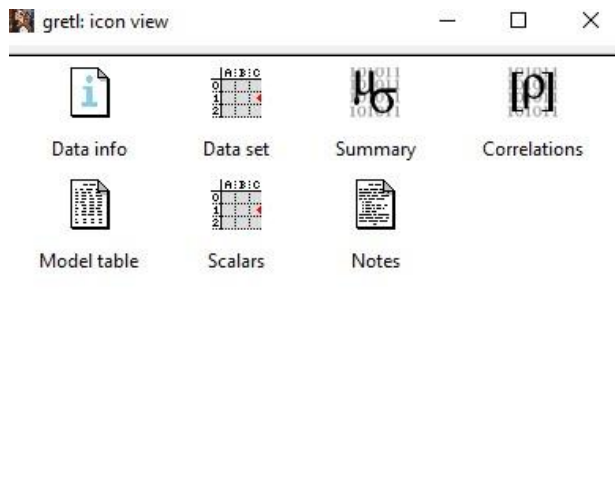 gretl: icon view
Data info Data set Summary Correlations
Model table Scalars Notes